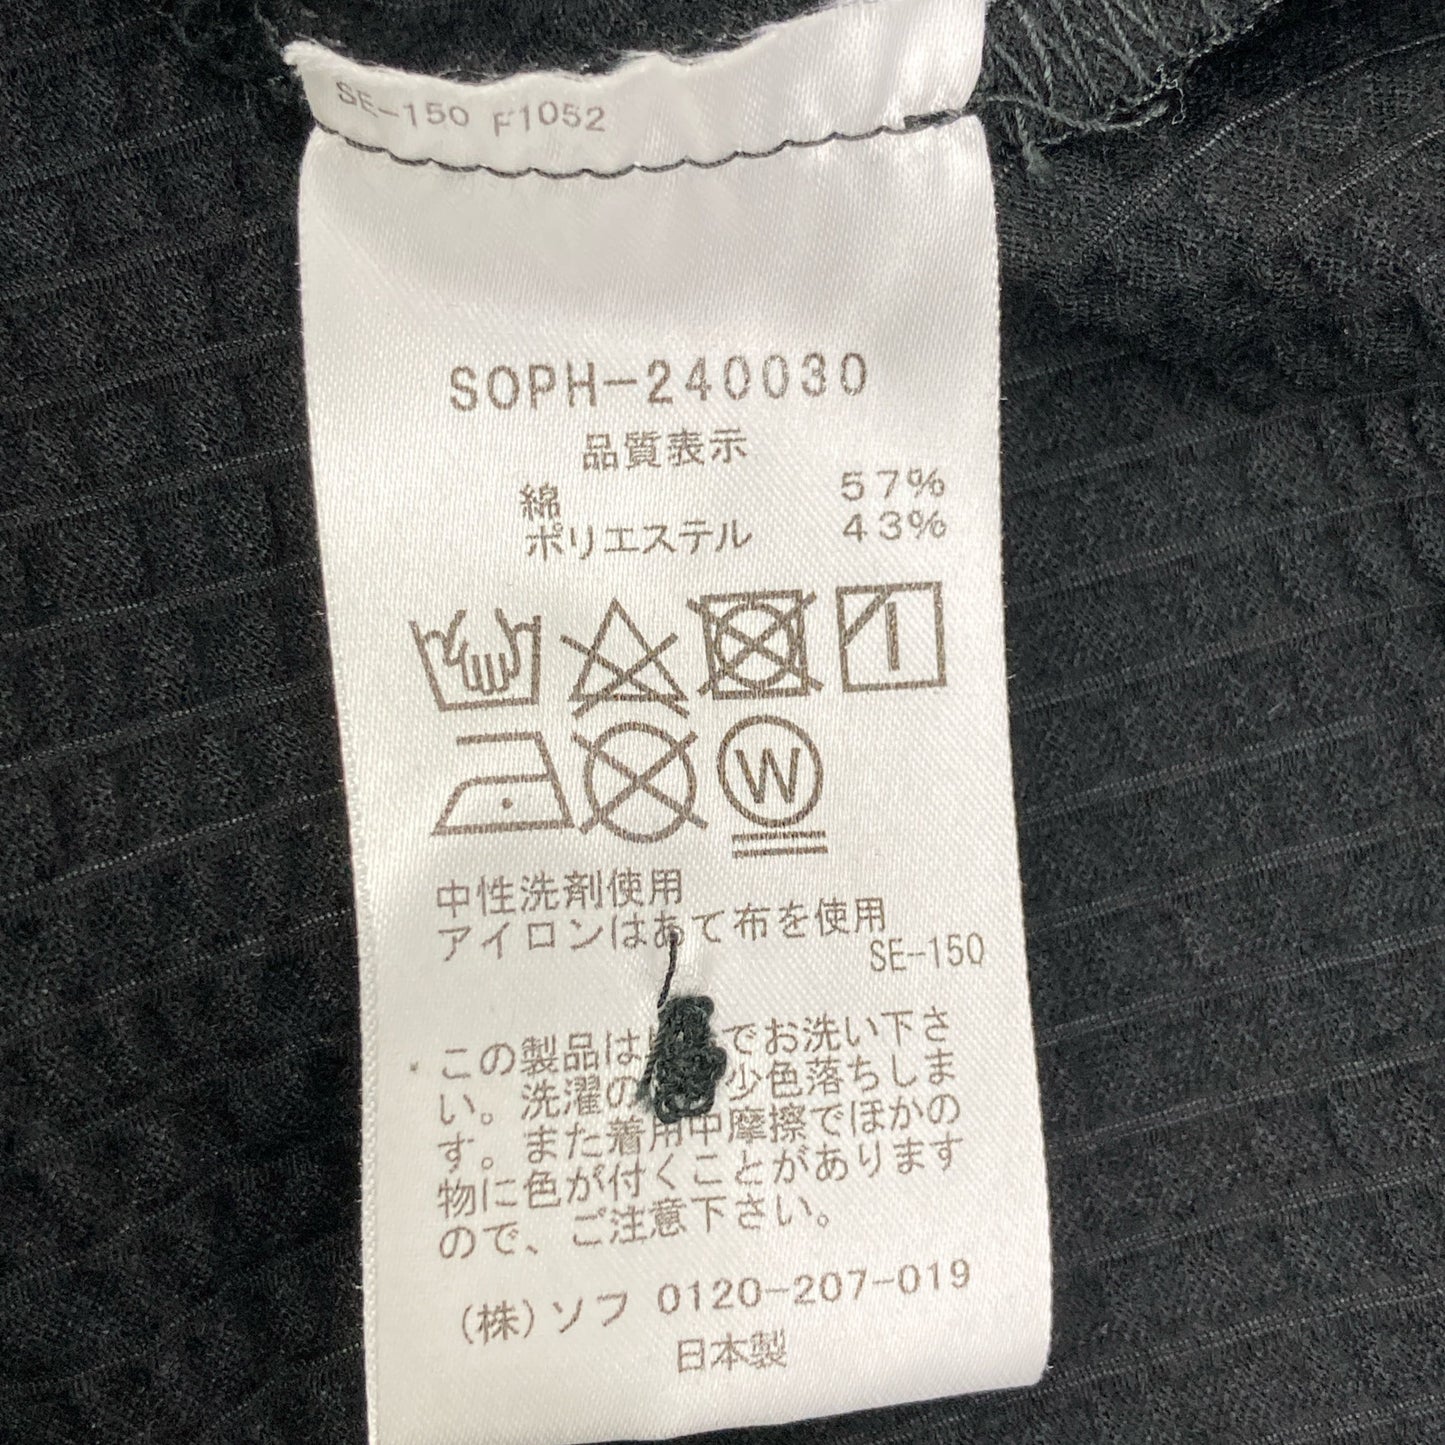 SE-150 F1052
SOPH-240030
品質表示
綿 57%
ポリエステル 43%
W
中性洗剤使用
アイロンはあて布を使用
SE-150
この製品は でお洗い下さ
い。洗濯の 少色落ちしま
す。また着用中摩擦でほかの
物に色が付くことがあります
ので、ご注意下さい。
(株)ソフ 0120-207-019
日本製